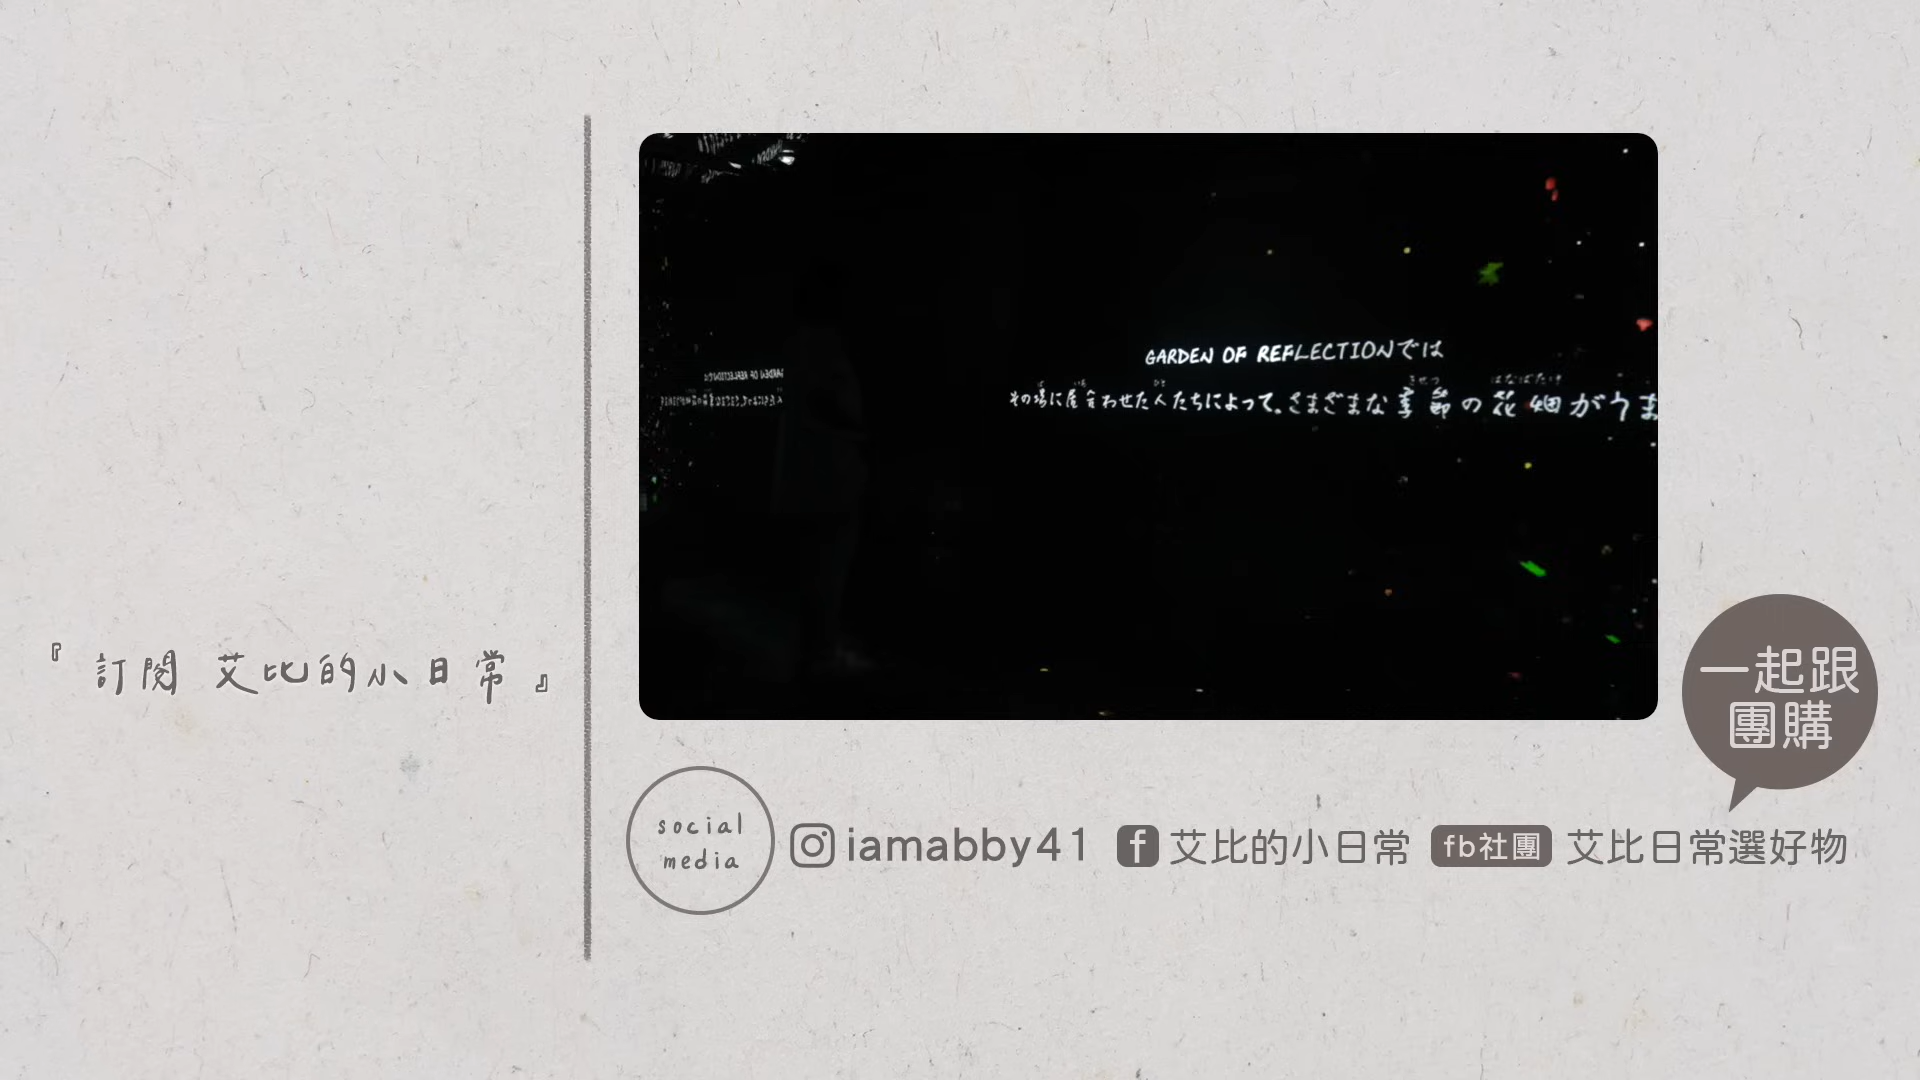 『訂閱 艾比的小日常』
GARDEN OF REFLECTIONでは
その場に居合わせた人たちによって、さまざまな季節の花畑がうま
一起跟
團購
social
media
iamabby41
艾比的小日常
fb社團
艾比日常選好物